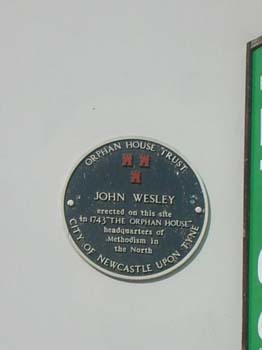 ORPHAN HOUSE TRUST
JOHN WESLEY
erected on this site
in 1743 "THE ORPHAN HOUSE"
headquarters of
Methodism in
the North
CITY OF NEWCASTLE UPON TYNE